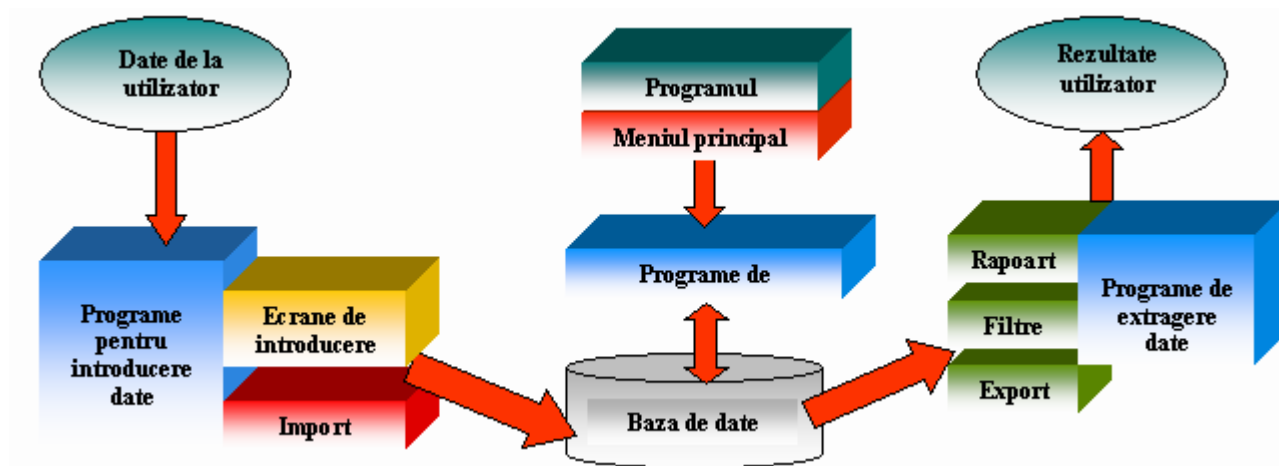 Date de la
utilizator
Programul
Meniul principal
Rezultate
utilizator
Programe
pentru
introducere
date
Ecrane de
introducere
Import
Programe de
Baza de date
Rapoart
Filtre
Export
Programe de
extragere
date